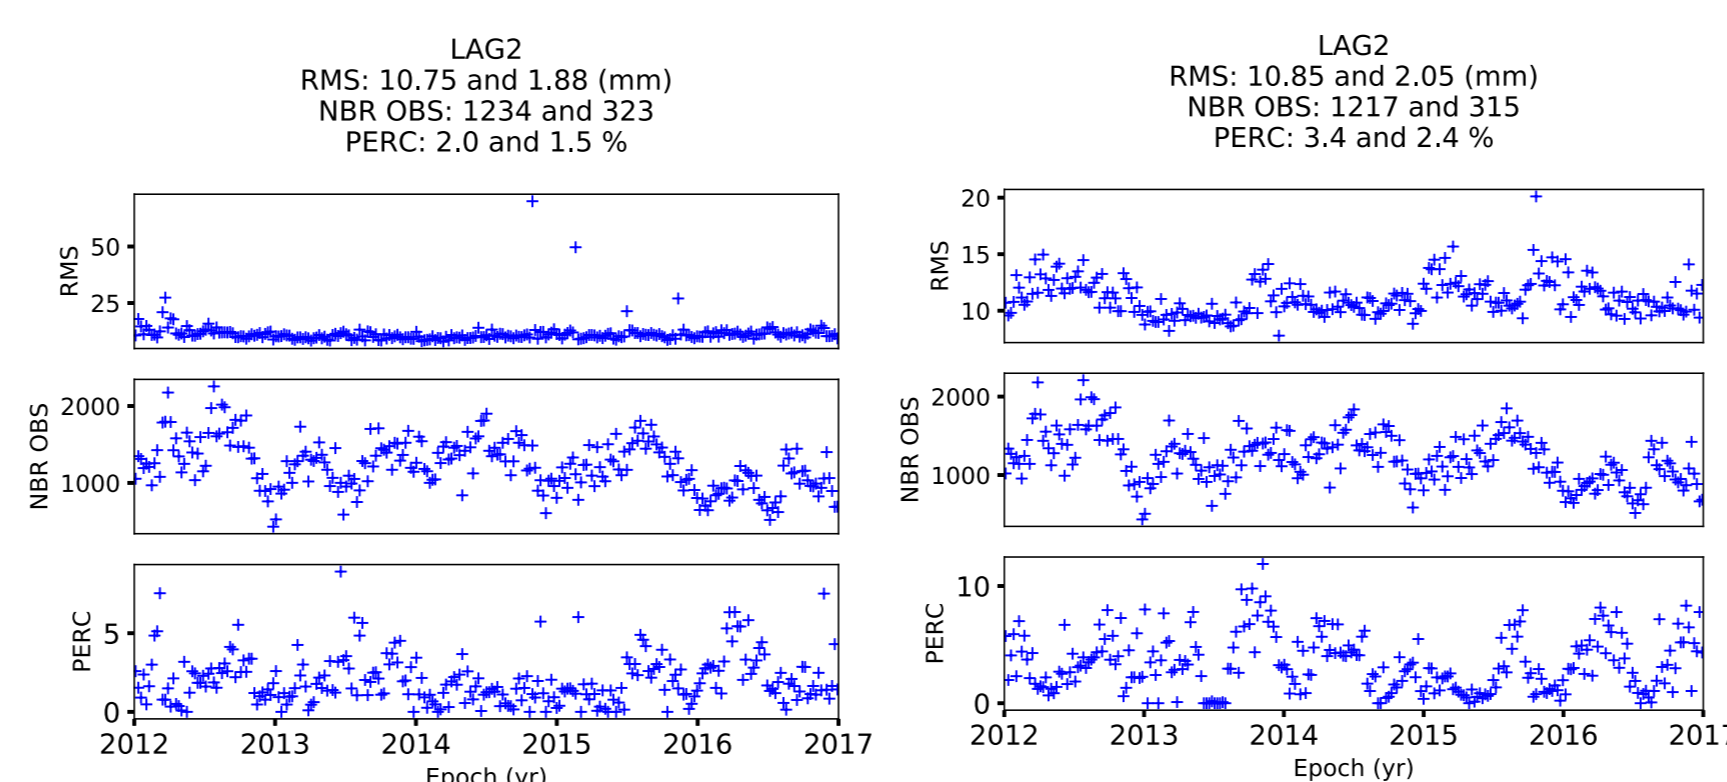 LAG2
RMS: 10.75 and 1.88 (mm)
NBR OBS: 1234 and 323
PERC: 2.0 and 1.5 %
RMS
50
25
NBR OBS
2000
1000
PERC
5
0
2012 2013 2014 2015 2016 2017
Epoch (yr)
LAG2
RMS: 10.85 and 2.05 (mm)
NBR OBS: 1217 and 315
PERC: 3.4 and 2.4 %
RMS
20
15
10
NBR OBS
2000
1000
PERC
10
0
2012 2013 2014 2015 2016 2017
Epoch (yr)